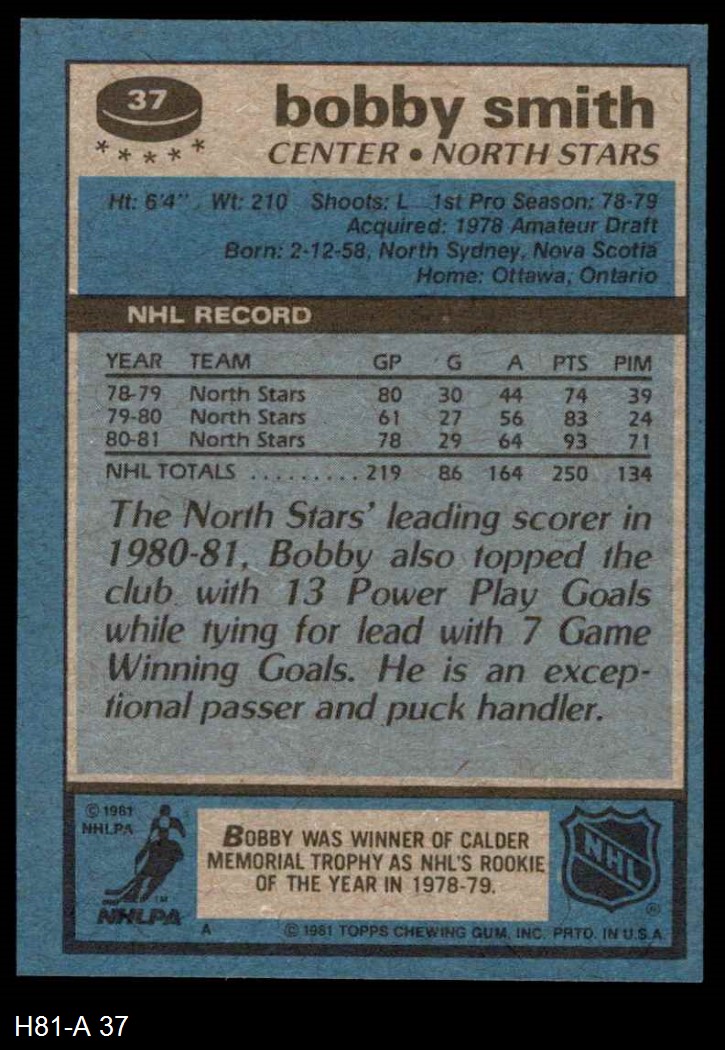 37
bobby smith
CENTER • NORTH STARS
Ht: 6'4" Wt: 210 Shoots: L 1st Pro Season: 78-79
Acquired: 1978 Amateur Draft
Born: 2-12-58, North Sydney, Nova Scotia
Home: Ottawa, Ontario
NHL RECORD
YEAR TEAM GP G A PTS PIM
78-79 North Stars 80 30 44 74 39
79-80 North Stars 61 27 56 83 24
80-81 North Stars 78 29 64 93 71
NHL TOTALS .........219 86 164 250 134
The North Stars' leading scorer in
1980-81, Bobby also topped the
club with 13 Power Play Goals
while tying for lead with 7 Game
Winning Goals. He is an excep-
tional passer and puck handler.
© 1981
NHLPA
TM
NHLPA
BOBBY WAS WINNER OF CALDER
MEMORIAL TROPHY AS NHL'S ROOKIE
OF THE YEAR IN 1978-79.
NHL
®
A © 1981 TOPPS CHEWING GUM, INC. PRTD. IN U.S.A.
H81-A 37